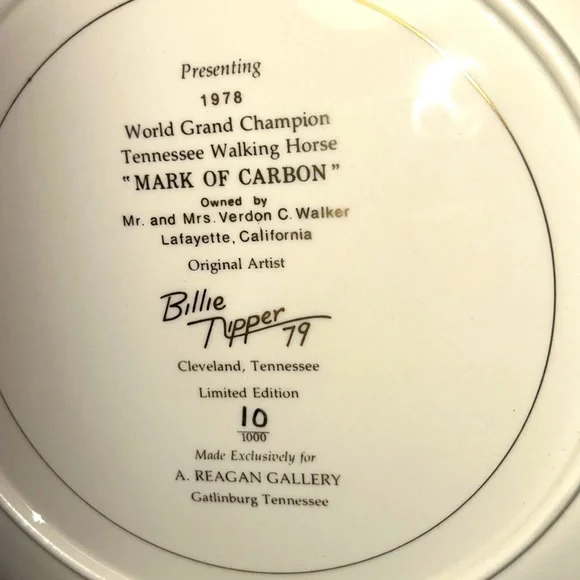 Presenting
1978
World Grand Champion
Tennessee Walking Horse
"MARK OF CARBON"
Owned by
Mr. and Mrs. Verdon C. Walker
Lafayette, California
Original Artist
Billie
Nipper 79
Cleveland, Tennessee
Limited Edition
10
1000
Made Exclusively for
A. REAGAN GALLERY
Gatlinburg Tennessee